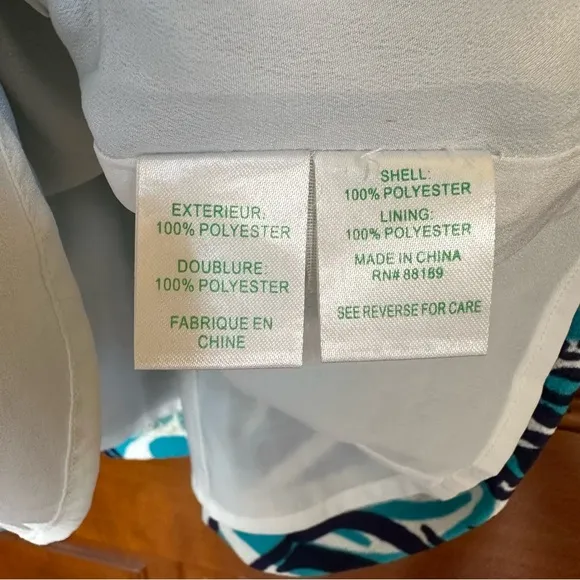 EXTERIEUR:
100% POLYESTER
DOUBLURE:
100% POLYESTER
FABRIQUE EN
CHINE
SHELL:
100% POLYESTER
LINING:
100% POLYESTER
MADE IN CHINA
RN# 88189
SEE REVERSE FOR CARE